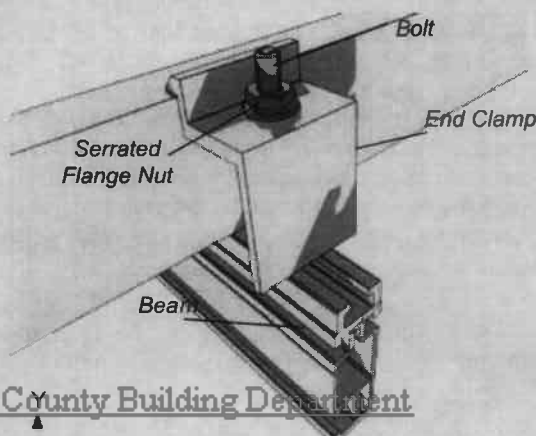 Bolt
End Clamp
Serrated
Flange Nut
Beam
County Building Department
Y